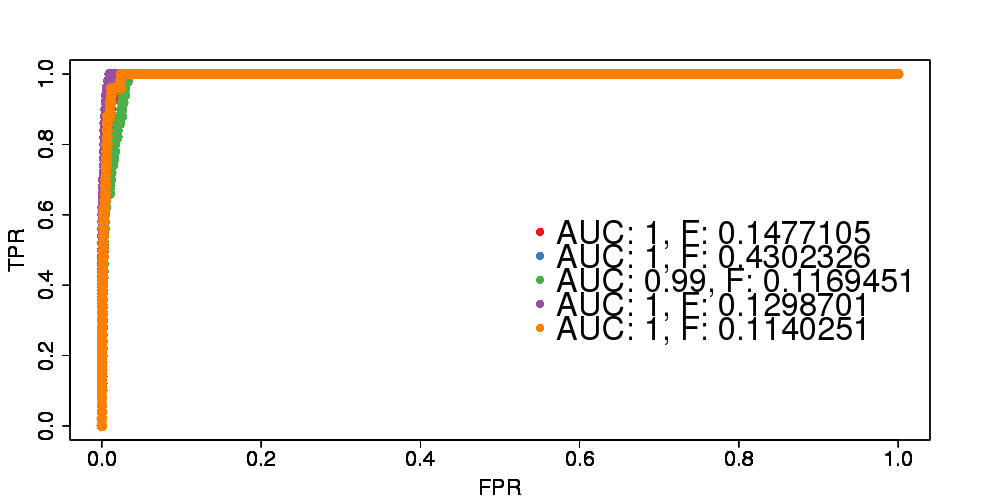 1.0
0.8
0.6
0.4
0.2
0.0
TPR
AUC: 1, F: 0.1477105
AUC: 1, F: 0.4302326
AUC: 0.99, F: 0.1169451
AUC: 1, F: 0.1298701
AUC: 1, F: 0.1140251
0.0 0.2 0.4 0.6 0.8 1.0
FPR